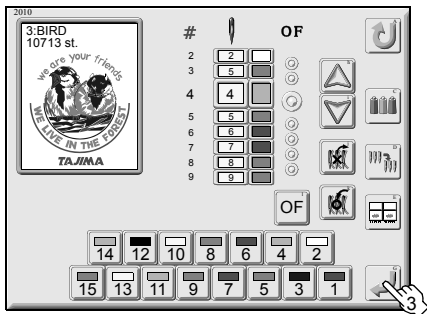 2010
3:BIRD
10713 st.
we are your friends
WE LIVE IN THE FOREST
TAJIMA
# OF
2 2
3 5
4 4
5 5
6 6
7 7
8 8
9 9
OF
14 12 10 8 6 4 2
15 13 11 9 7 5 3 1
3